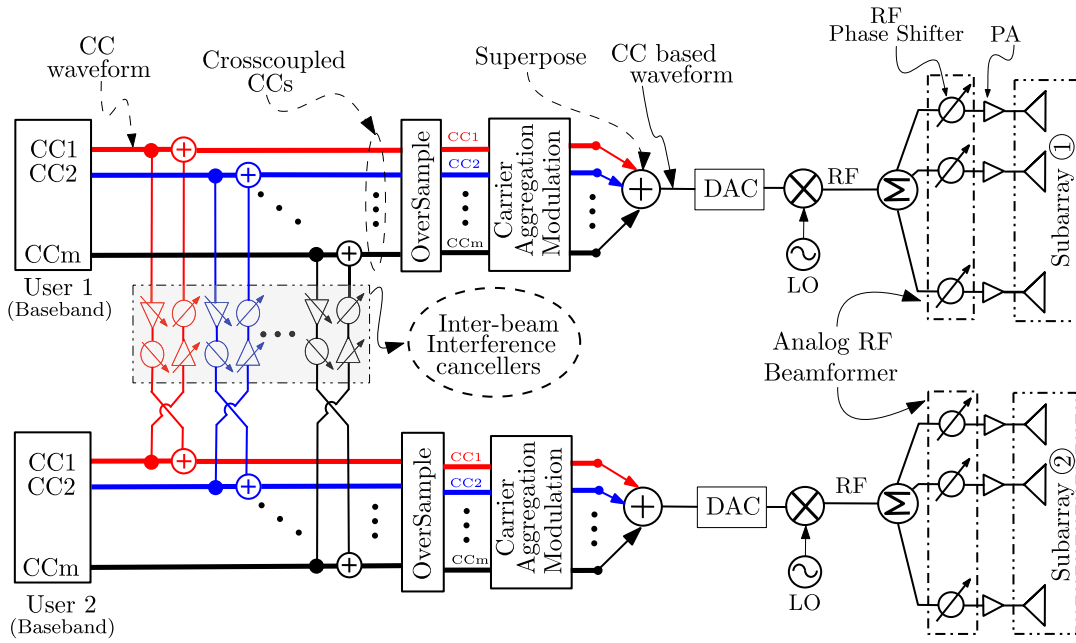 CC
waveform
Crosscoupled
CCs
Superpose
CC based
waveform
RF
Phase Shifter
PA
CC1
CC2
CCm
User 1
(Baseband)
OverSample
CC1
CC2
CCm
Carrier
Aggregation
Modulation
DAC
RF
LO
M
Subarray 1
Inter-beam
Interference
cancellers
Analog RF
Beamformer
CC1
CC2
CCm
User 2
(Baseband)
OverSample
CC1
CC2
CCm
Carrier
Aggregation
Modulation
DAC
RF
LO
M
Subarray 2